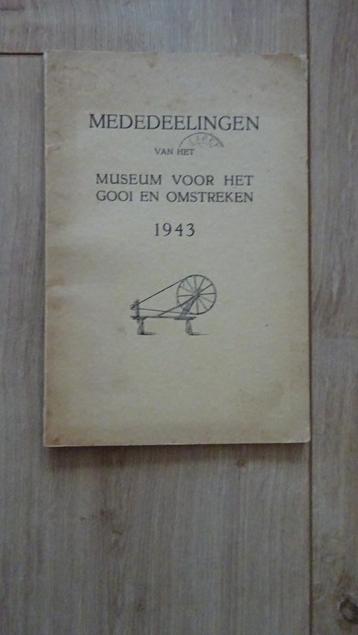 MEDEDEELINGEN
VAN HET
MUSEUM VOOR HET
GOOI EN OMSTREKEN
1943